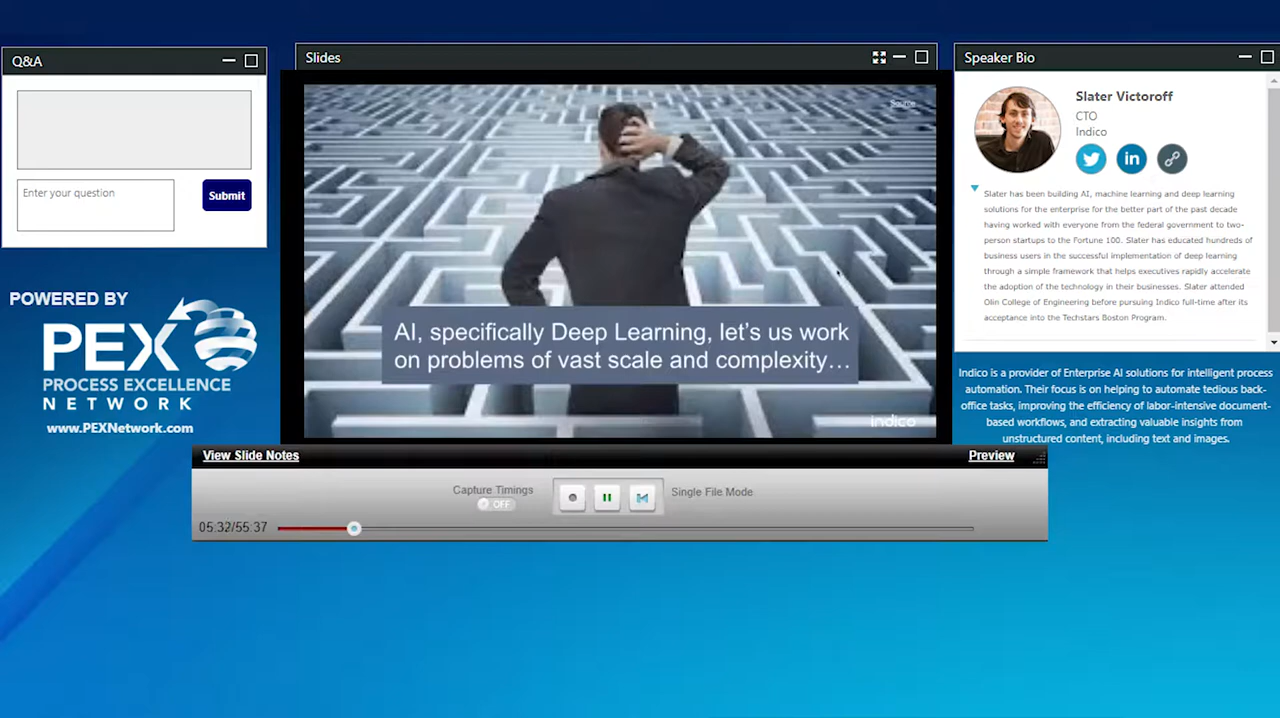 Q&A
Enter your question
Submit
POWERED BY
PEX
PROCESS EXCELLENCE
NETWORK
www.PEXNetwork.com
Slides
Source
AI, specifically Deep Learning, let's us work
on problems of vast scale and complexity…
indico
View Slide Notes
Preview
Capture Timings
OFF
Single File Mode
05:32/55:37
Speaker Bio
Slater Victoroff
CTO
Indico
in
Slater has been building AI, machine learning and deep learning
solutions for the enterprise for the better part of the past decade
having worked with everyone from the federal government to two-
person startups to the Fortune 100. Slater has educated hundreds of
business users in the successful implementation of deep learning
through a simple framework that helps executives rapidly accelerate
the adoption of the technology in their businesses. Slater attended
Olin College of Engineering before pursuing Indico full-time after its
acceptance into the Techstars Boston Program.
Indico is a provider of Enterprise AI solutions for intelligent process
automation. Their focus is on helping to automate tedious back-
office tasks, improving the efficiency of labor-intensive document-
based workflows, and extracting valuable insights from
unstructured content, including text and images.